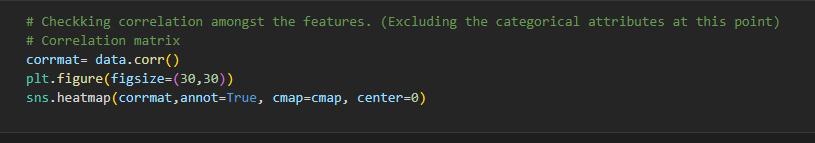 # Checkking correlation amongst the features. (Excluding the categorical attributes at this point)
# Correlation matrix
corrmat= data.corr()
plt.figure(figsize=(30,30))
sns.heatmap(corrmat,annot=True, cmap=cmap, center=0)